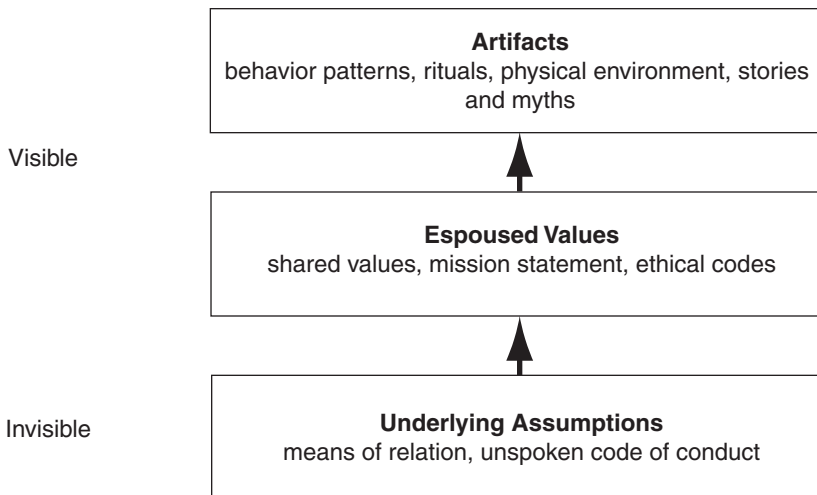 Artifacts
behavior patterns, rituals, physical environment, stories
and myths
Visible
Espoused Values
shared values, mission statement, ethical codes
Invisible
Underlying Assumptions
means of relation, unspoken code of conduct